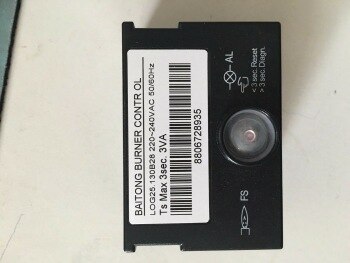 BAITONG BURNER CONTR OL
LOG25.130B28 220~240VAC 50/60Hz
Ts Max 3sec. 3VA
8806728935
AL
< 3 sec. Reset
> 3 sec. Diagn.
FS